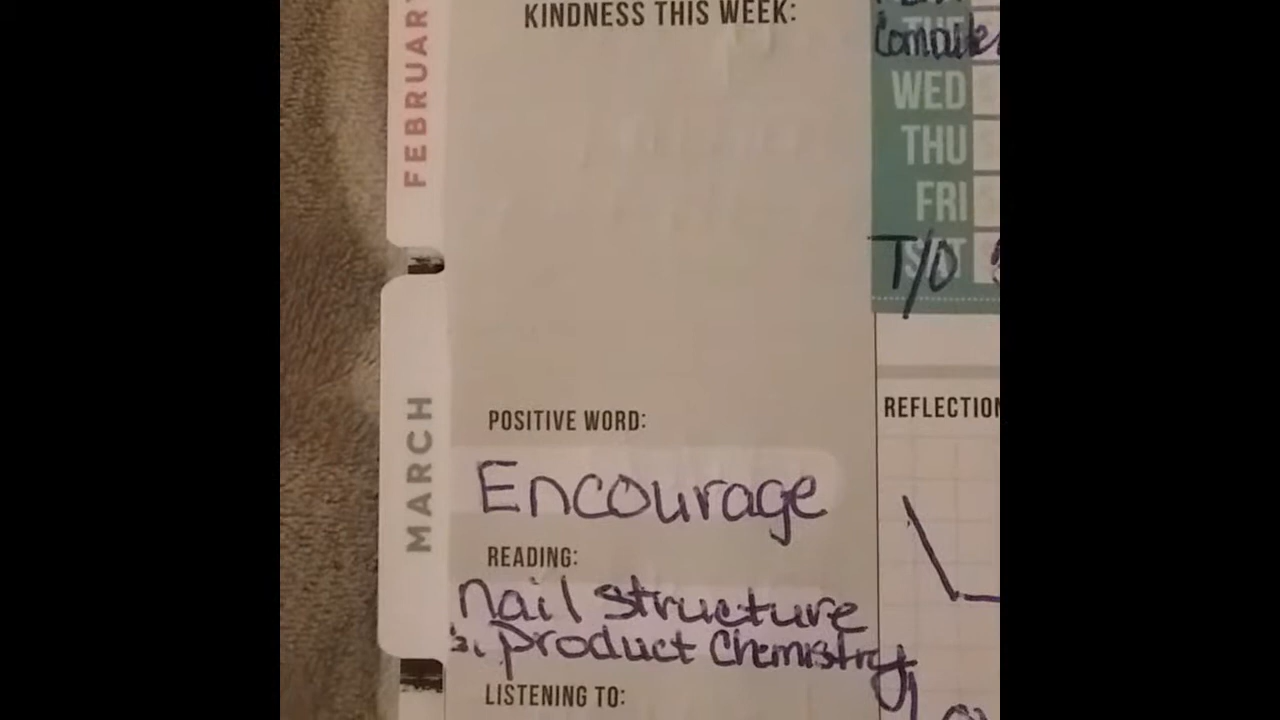 KINDNESS THIS WEEK:
WED
THU
FRI
SAT
T/O
FEBRUARY
MARCH
POSITIVE WORD:
Encourage
READING:
nail structure
& product Chemistry
LISTENING TO:
REFLECTION